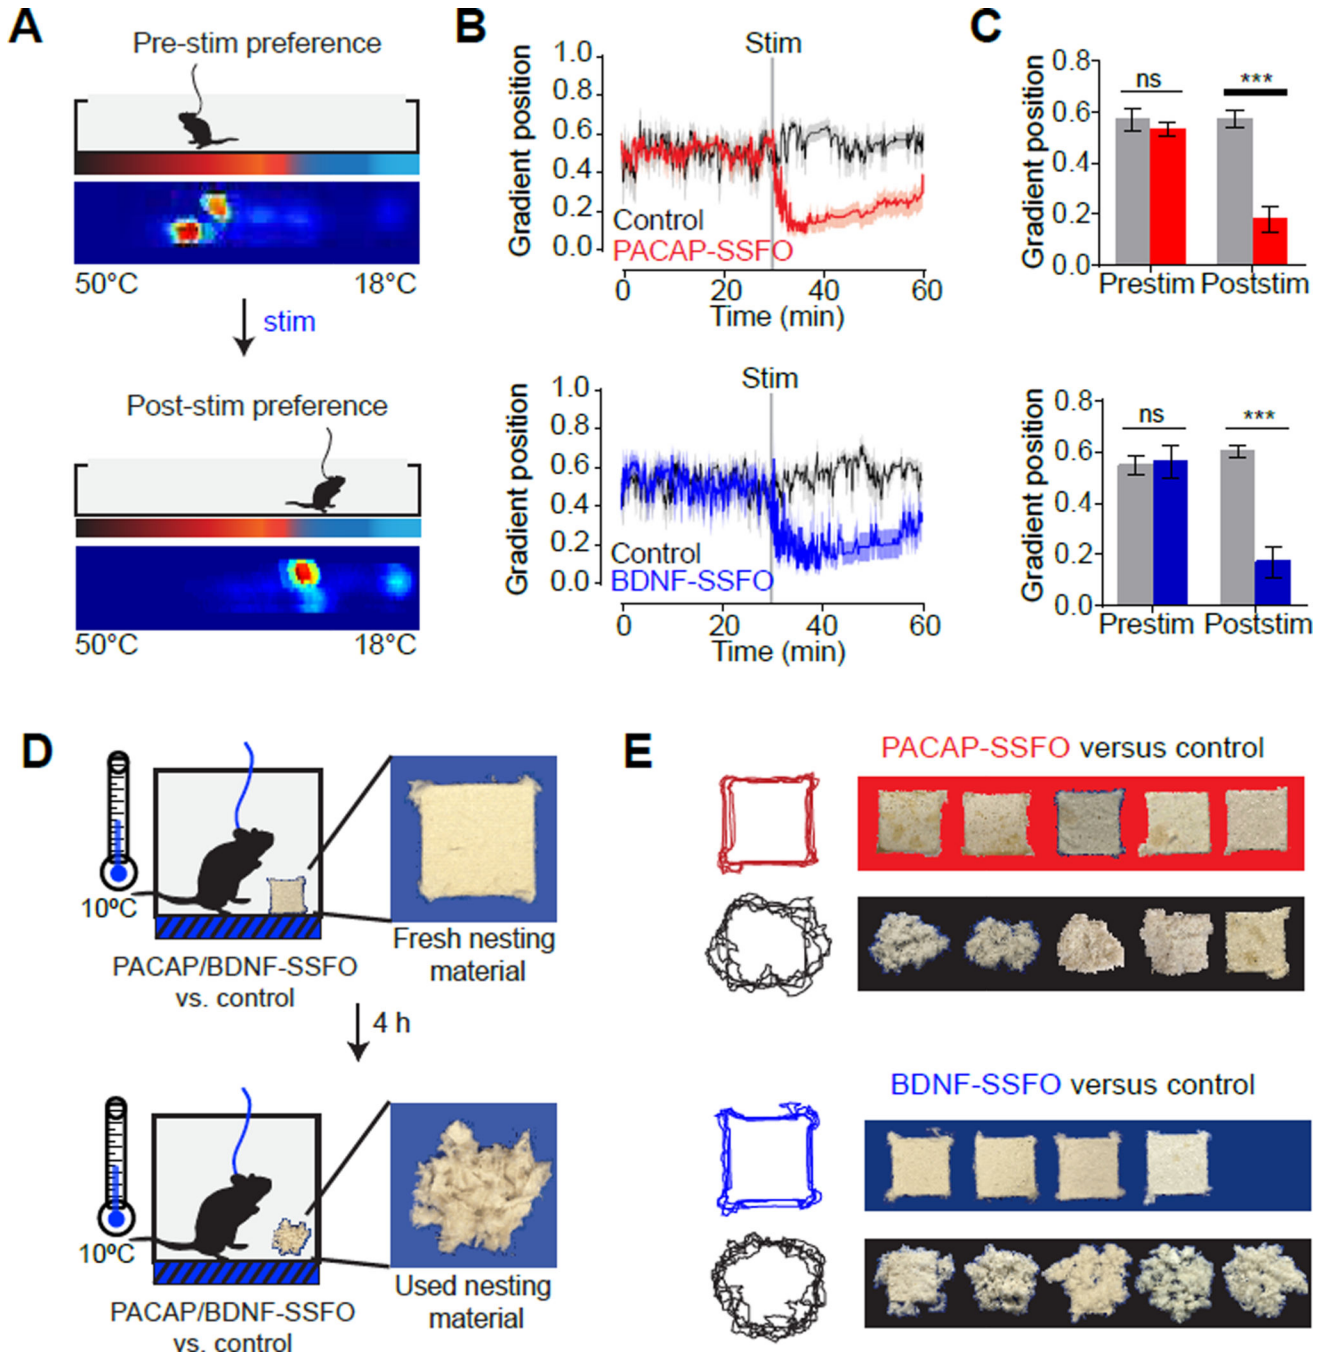 A
Pre-stim preference
50°C
18°C
stim
Post-stim preference
50°C
18°C
B
Stim
Gradient position
1.0
0.8
0.6
0.4
0.2
0.0
Control
PACAP-SSFO
0
20
40
60
Time (min)
Stim
Gradient position
1.0
0.8
0.6
0.4
0.2
0.0
Control
BDNF-SSFO
0
20
40
60
Time (min)
C
Gradient position
0.8
0.6
0.4
0.2
0.0
ns
***
Prestim
Poststim
Gradient position
0.8
0.6
0.4
0.2
0.0
ns
***
Prestim
Poststim
D
10ºC
Fresh nesting
material
PACAP/BDNF-SSFO
vs. control
4 h
10ºC
Used nesting
material
PACAP/BDNF-SSFO
vs. control
E
PACAP-SSFO versus control
BDNF-SSFO versus control